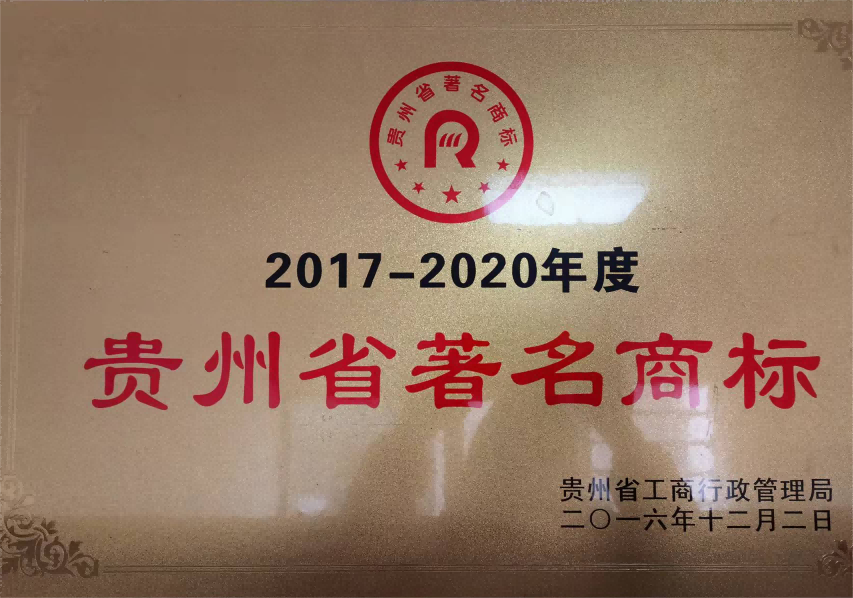 贵州省著名商标
R
2017-2020年度
贵州省著名商标
贵州省工商行政管理局
二〇一六年十二月二日